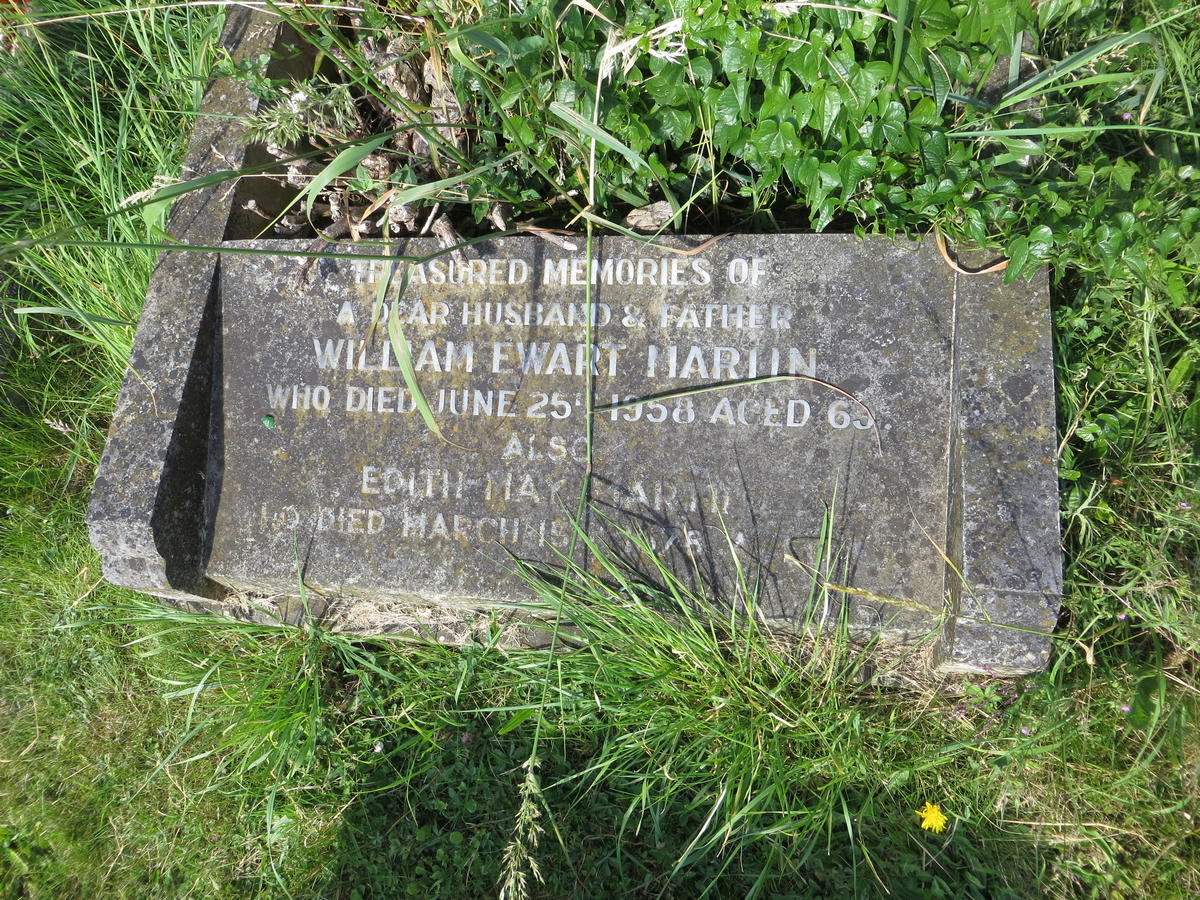 TREASURED MEMORIES OF
A DEAR HUSBAND & FATHER
WILLIAM EWART MARTIN
WHO DIED JUNE 25TH 1958 AGED
ALSO
EDITH MAY MARTIN
WHO DIED MARCH